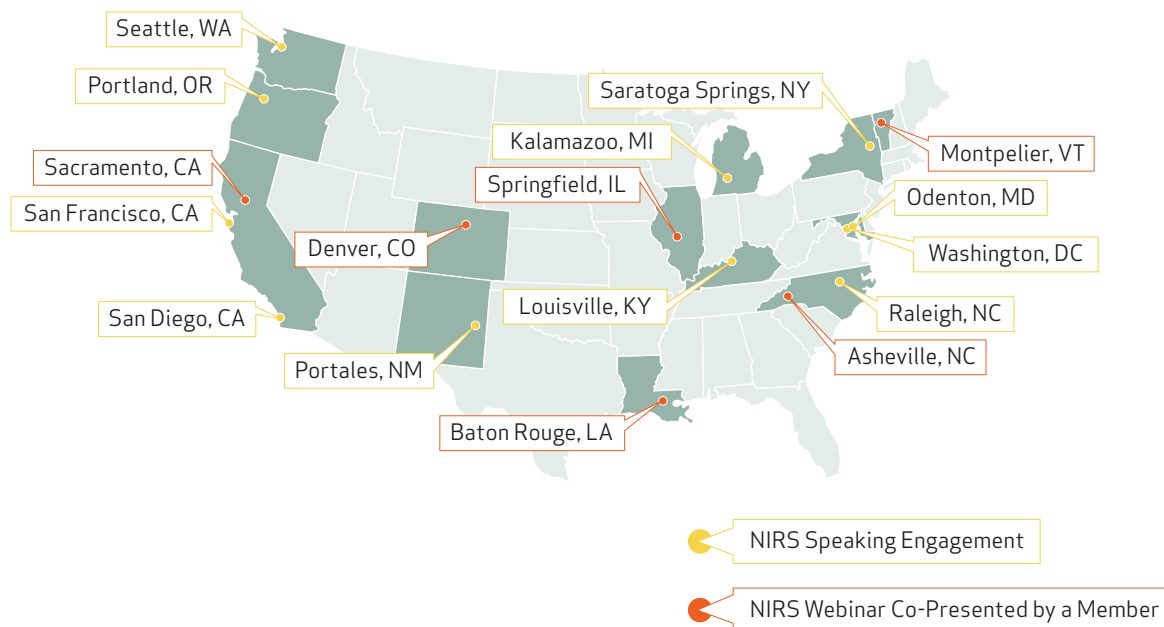 Seattle, WA
Portland, OR
Saratoga Springs, NY
Kalamazoo, MI
Sacramento, CA
Springfield, IL
Montpelier, VT
San Francisco, CA
Odenton, MD
Denver, CO
Washington, DC
San Diego, CA
Louisville, KY
Raleigh, NC
Portales, NM
Asheville, NC
Baton Rouge, LA
NIRS Speaking Engagement
NIRS Webinar Co-Presented by a Member